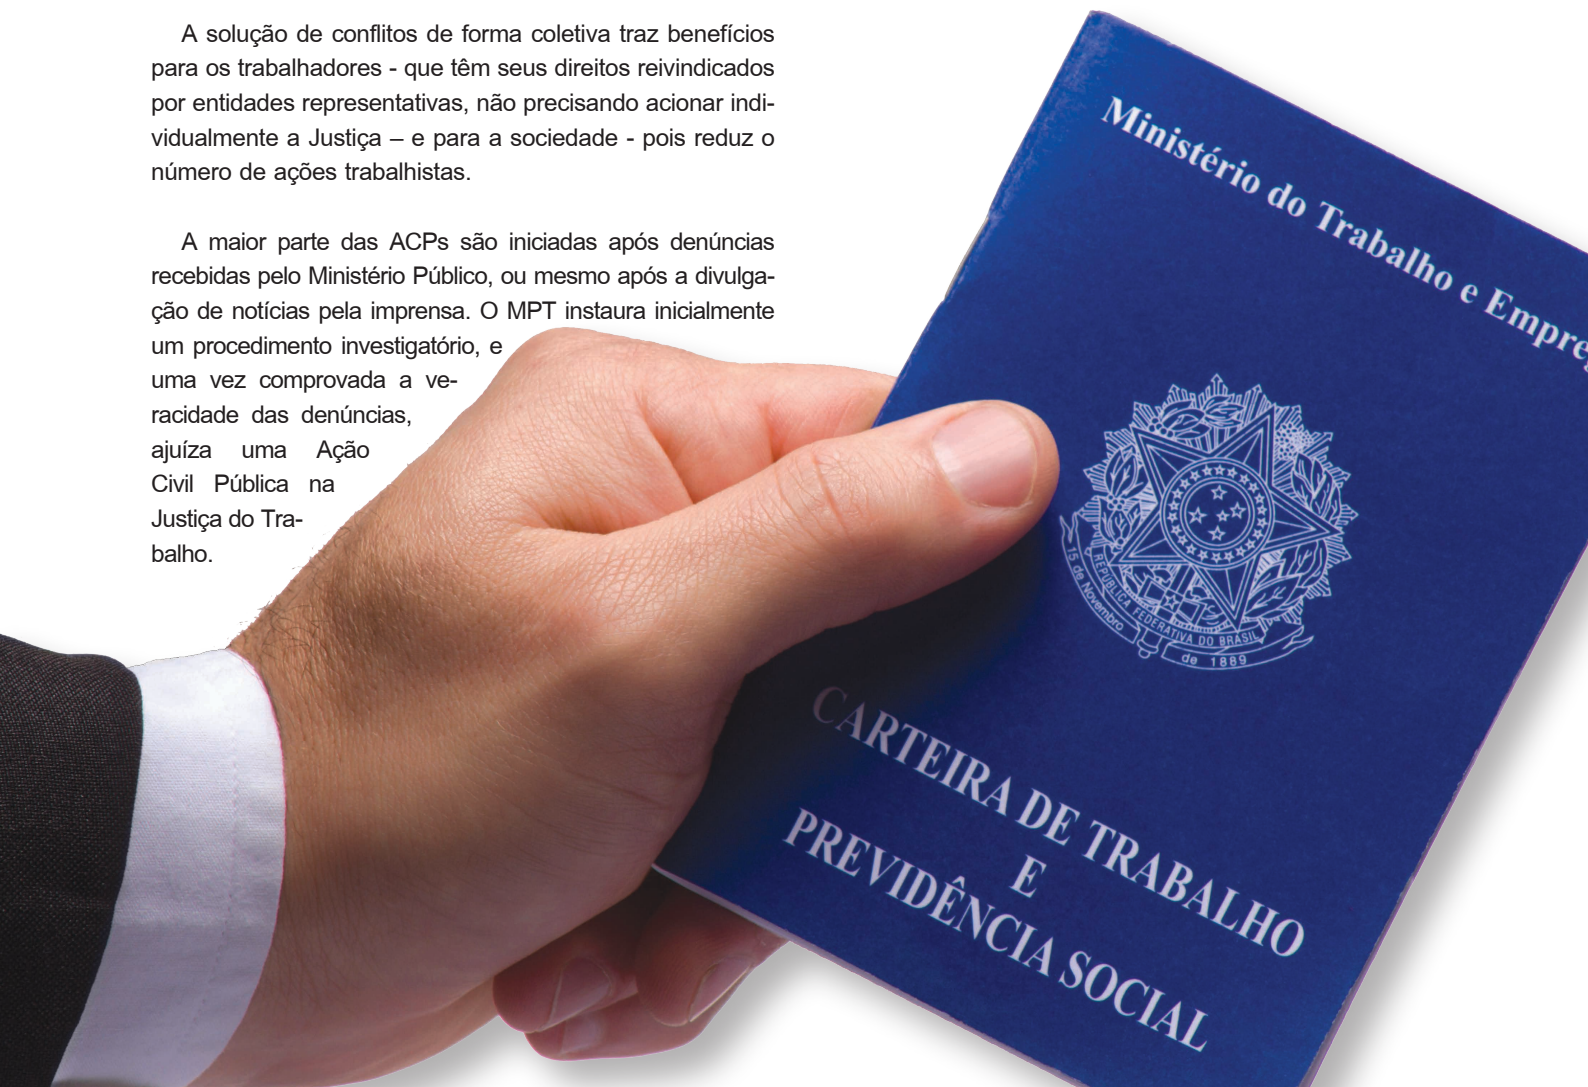 A solução de conflitos de forma coletiva traz benefícios
para os trabalhadores - que têm seus direitos reivindicados
por entidades representativas, não precisando acionar indi-
vidualmente a Justiça – e para a sociedade - pois reduz o
número de ações trabalhistas.
A maior parte das ACPs são iniciadas após denúncias
recebidas pelo Ministério Público, ou mesmo após a divulga-
ção de notícias pela imprensa. O MPT instaura inicialmente
um procedimento investigatório, e
uma vez comprovada a ve-
racidade das denúncias,
ajuíza uma Ação
Civil Pública na
Justiça do Tra-
balho.
Ministério do Trabalho e Empreg
REPÚBLICA FEDERATIVA DO BRASIL
15 de Novembro
de 1889
CARTEIRA DE TRABALHO
E
PREVIDÊNCIA SOCIAL